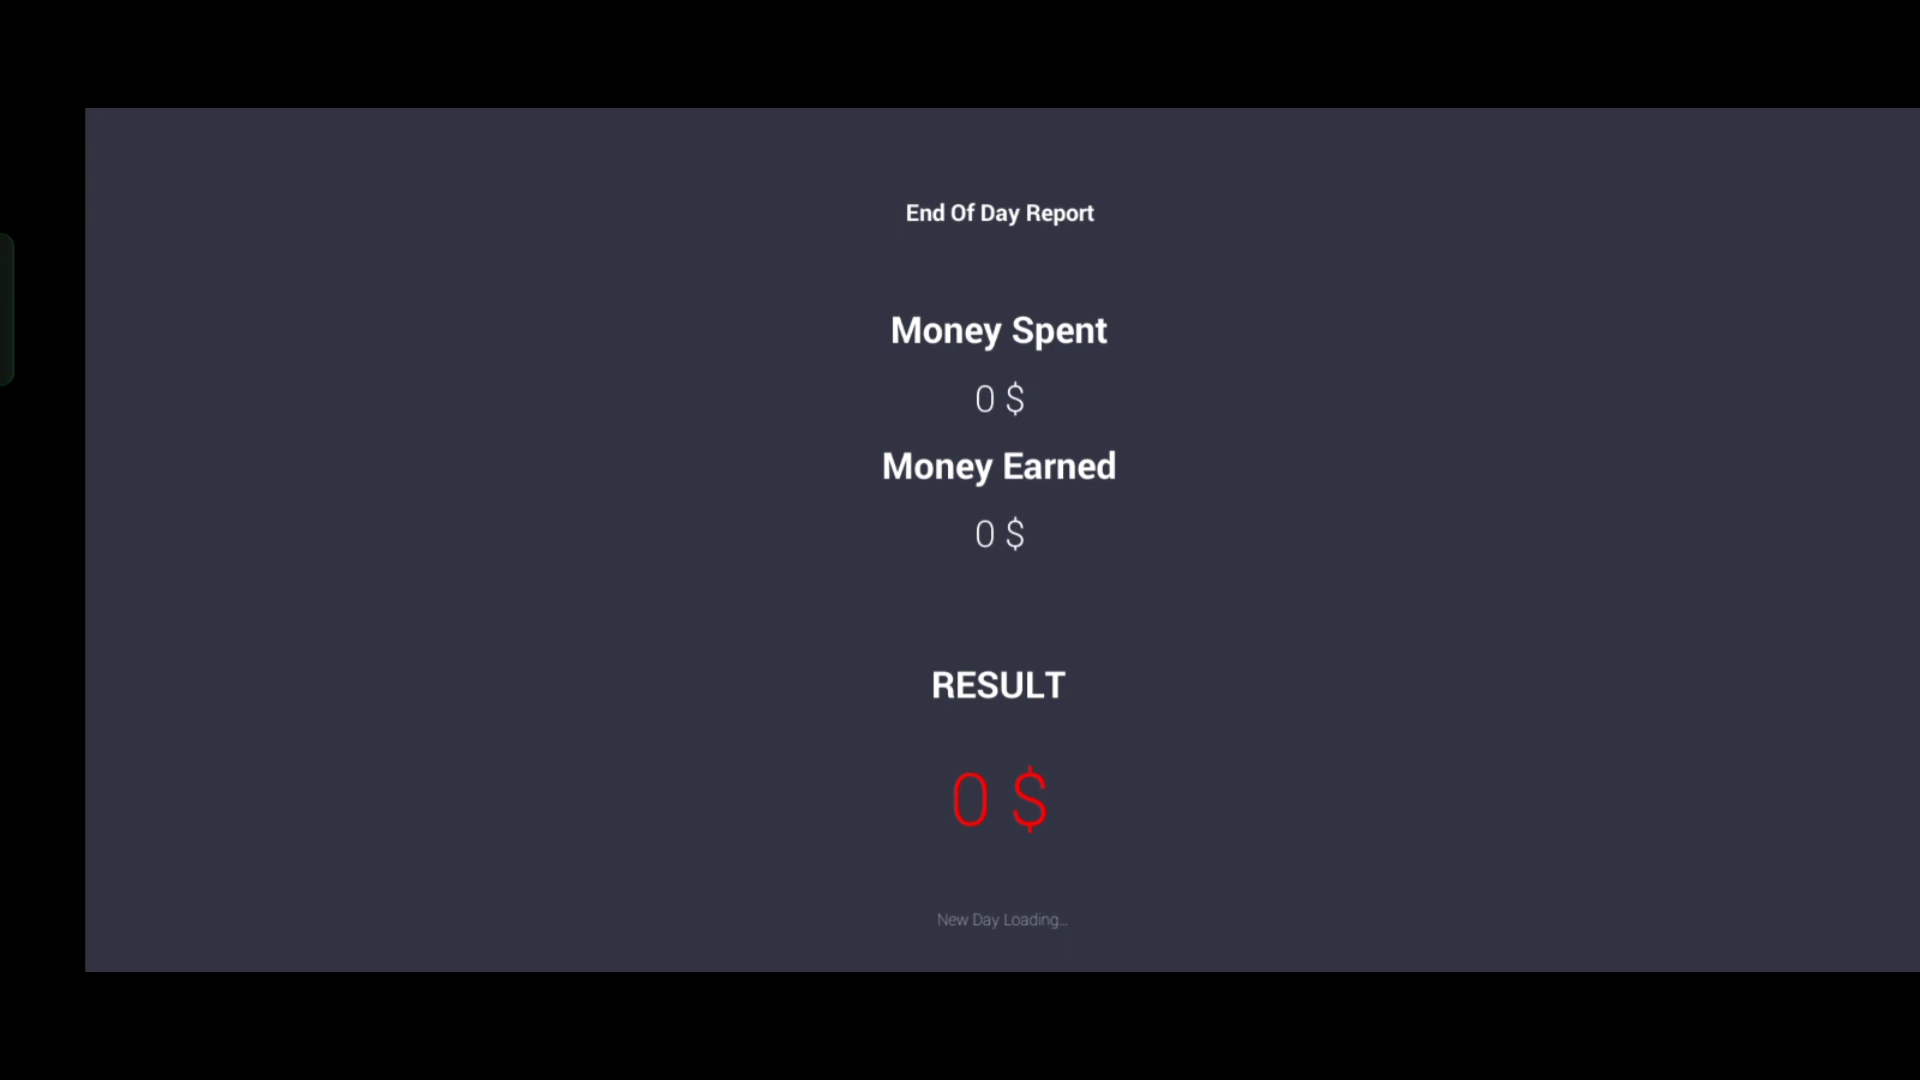 End Of Day Report
Money Spent
0 $
Money Earned
0 $
RESULT
0 $
New Day Loading...